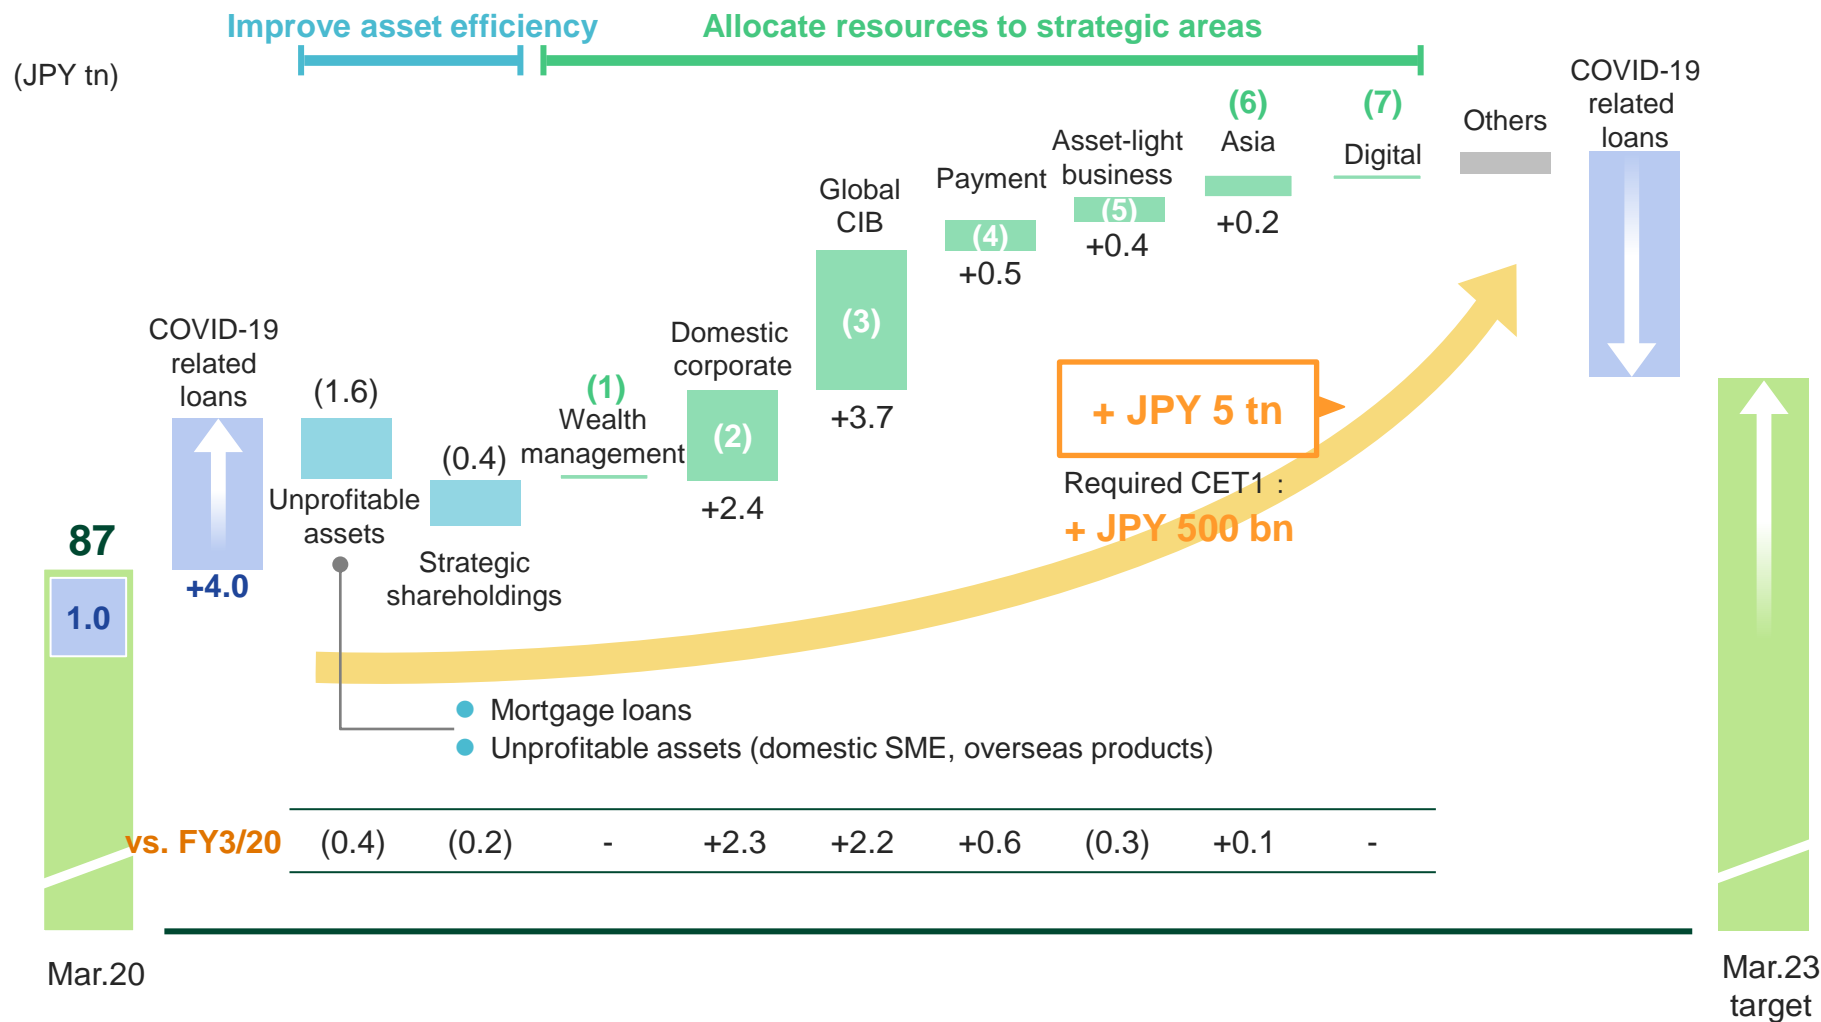 Improve asset efficiency
Allocate resources to strategic areas
(JPY tn)
87
1.0
COVID-19
related
loans
+4.0
(1.6)
Unprofitable
assets
(0.4)
Strategic
shareholdings
(1)
Wealth
management
Domestic
corporate
(2)
+2.4
Global
CIB
(3)
+3.7
Payment
(4)
+0.5
Asset-light
business
(5)
+0.4
(6)
Asia
+0.2
(7)
Digital
Others
COVID-19
related
loans
+ JPY 5 tn
Required CET1 :
+ JPY 500 bn
Mortgage loans
Unprofitable assets (domestic SME, overseas products)
vs. FY3/20 (0.4) (0.2) - +2.3 +2.2 +0.6 (0.3) +0.1 -
Mar.20
Mar.23
target